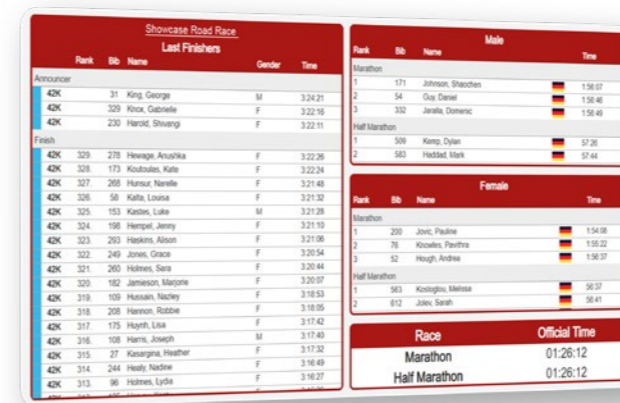 Showcase Road Race
Last Finishers
Rank Bib Name Gender Time
Announcer
42K 31 King, George M 3:24:21
42K 329 Knox, Gabrielle F 3:22:16
42K 230 Harold, Shivangi F 3:22:11
Finish
42K 329. 278 Hewage, Anushka F 3:22:26
42K 328. 173 Koutoulas, Kate F 3:22:24
42K 327. 268 Hunsur, Narelle F 3:21:48
42K 326. 58 Kalta, Louisa F 3:21:32
42K 325. 153 Kastes, Luke M 3:21:28
42K 324. 198 Hempel, Jenny F 3:21:10
42K 323. 293 Haskins, Alison F 3:21:06
42K 322. 249 Jones, Grace F 3:20:54
42K 321. 260 Holmes, Sara F 3:20:44
42K 320. 182 Jamieson, Marjorie F 3:20:07
42K 319. 109 Hussain, Nazley F 3:18:53
42K 318. 208 Hannon, Robbie F 3:18:05
42K 317. 175 Huynh, Lisa F 3:17:42
42K 316. 108 Harris, Joseph M 3:17:40
42K 315. 27 Kasargina, Heather F 3:17:32
42K 314. 244 Healy, Nadine F 3:16:49
42K 313. 96 Holmes, Lydia F 3:16:27
Male
Rank Bib Name Time
Marathon
1 171 Johnson, Shaochen 1:58:07
2 54 Guy, Daniel 1:58:46
3 332 Jaralla, Domenic 1:58:49
Half Marathon
1 509 Kemp, Dylan 57:26
2 583 Haddad, Mark 57:44
Female
Rank Bib Name Time
Marathon
1 200 Jovic, Pauline 1:54:08
2 76 Knowles, Pavithra 1:55:22
3 52 Hough, Andrea 1:56:37
Half Marathon
1 563 Kostoglou, Melissa 56:37
2 612 Jolev, Sarah 56:41
Race Official Time
Marathon 01:26:12
Half Marathon 01:26:12